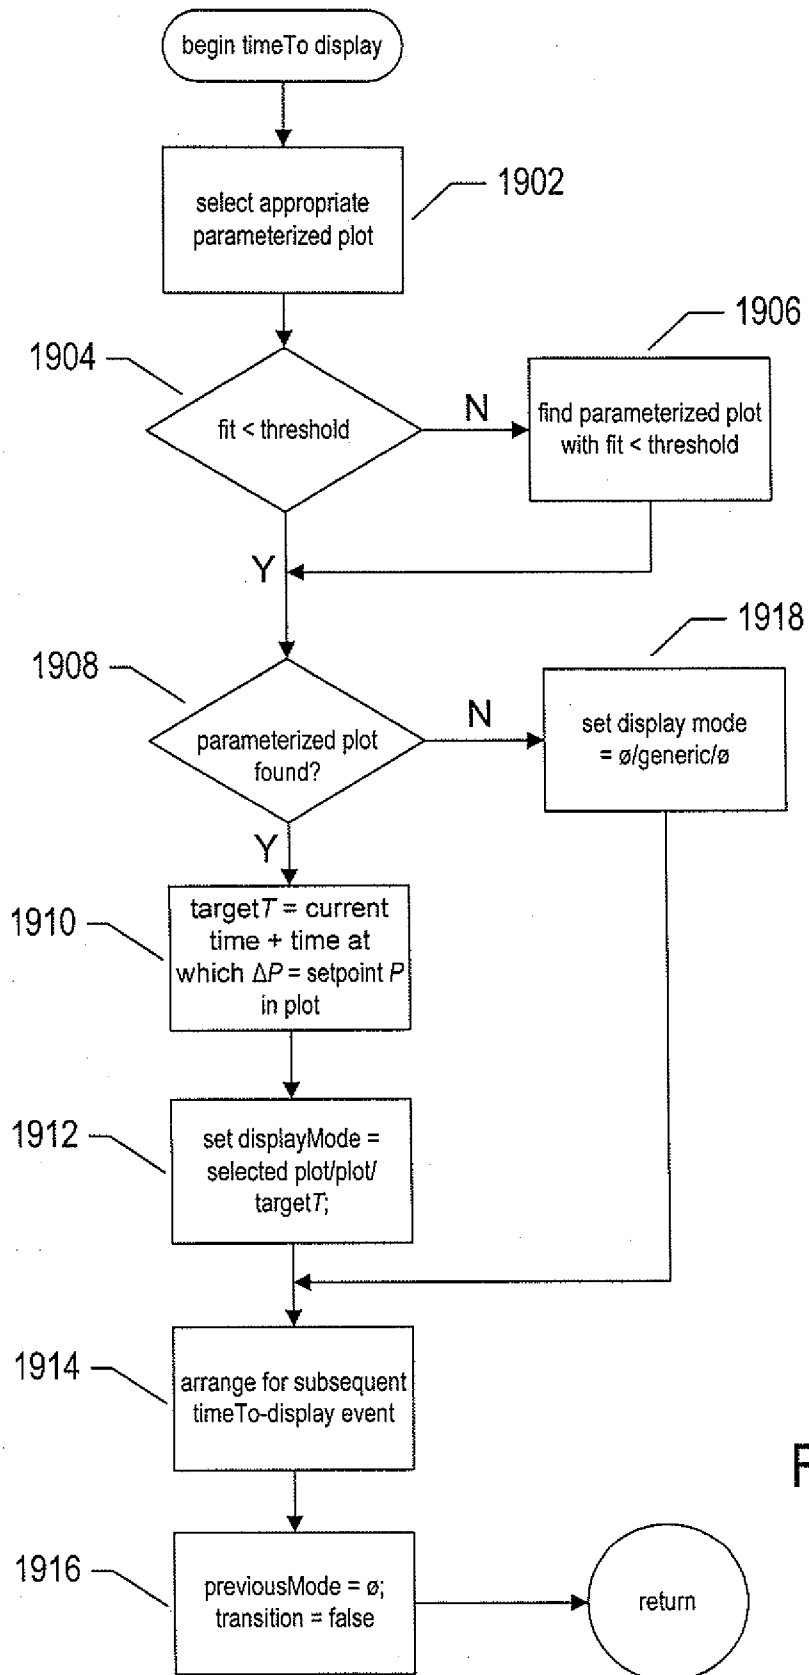 begin timeTo display
1902
select appropriate
parameterized plot
1906
1904
fit < threshold
N
find parameterized plot
with fit < threshold
Y
1918
1908
parameterized plot
found?
N
set display mode
= ø/generic/ø
Y
1910
targetT = current
time + time at
which ΔP = setpoint P
in plot
1912
set displayMode =
selected plot/plot/
targetT;
1914
arrange for subsequent
timeTo-display event
1916
previousMode = ø;
transition = false
return